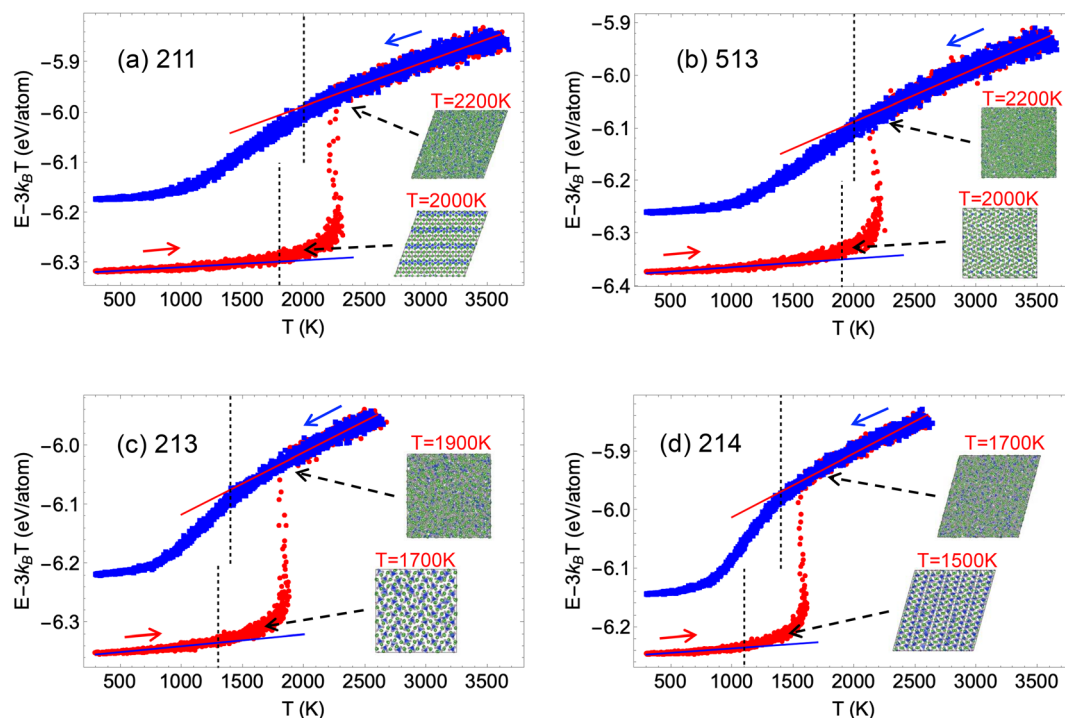 (a) 211
E−3k_BT (eV/atom)
−5.9
−6.0
−6.1
−6.2
−6.3
T=2200K
T=2000K
500 1000 1500 2000 2500 3000 3500
T (K)
(b) 513
E−3k_BT (eV/atom)
−5.9
−6.0
−6.1
−6.2
−6.3
−6.4
T=2200K
T=2000K
500 1000 1500 2000 2500 3000 3500
T (K)
(c) 213
E−3k_BT (eV/atom)
−6.0
−6.1
−6.2
−6.3
T=1900K
T=1700K
500 1000 1500 2000 2500 3000 3500
T (K)
(d) 214
E−3k_BT (eV/atom)
−5.9
−6.0
−6.1
−6.2
T=1700K
T=1500K
500 1000 1500 2000 2500 3000 3500
T (K)